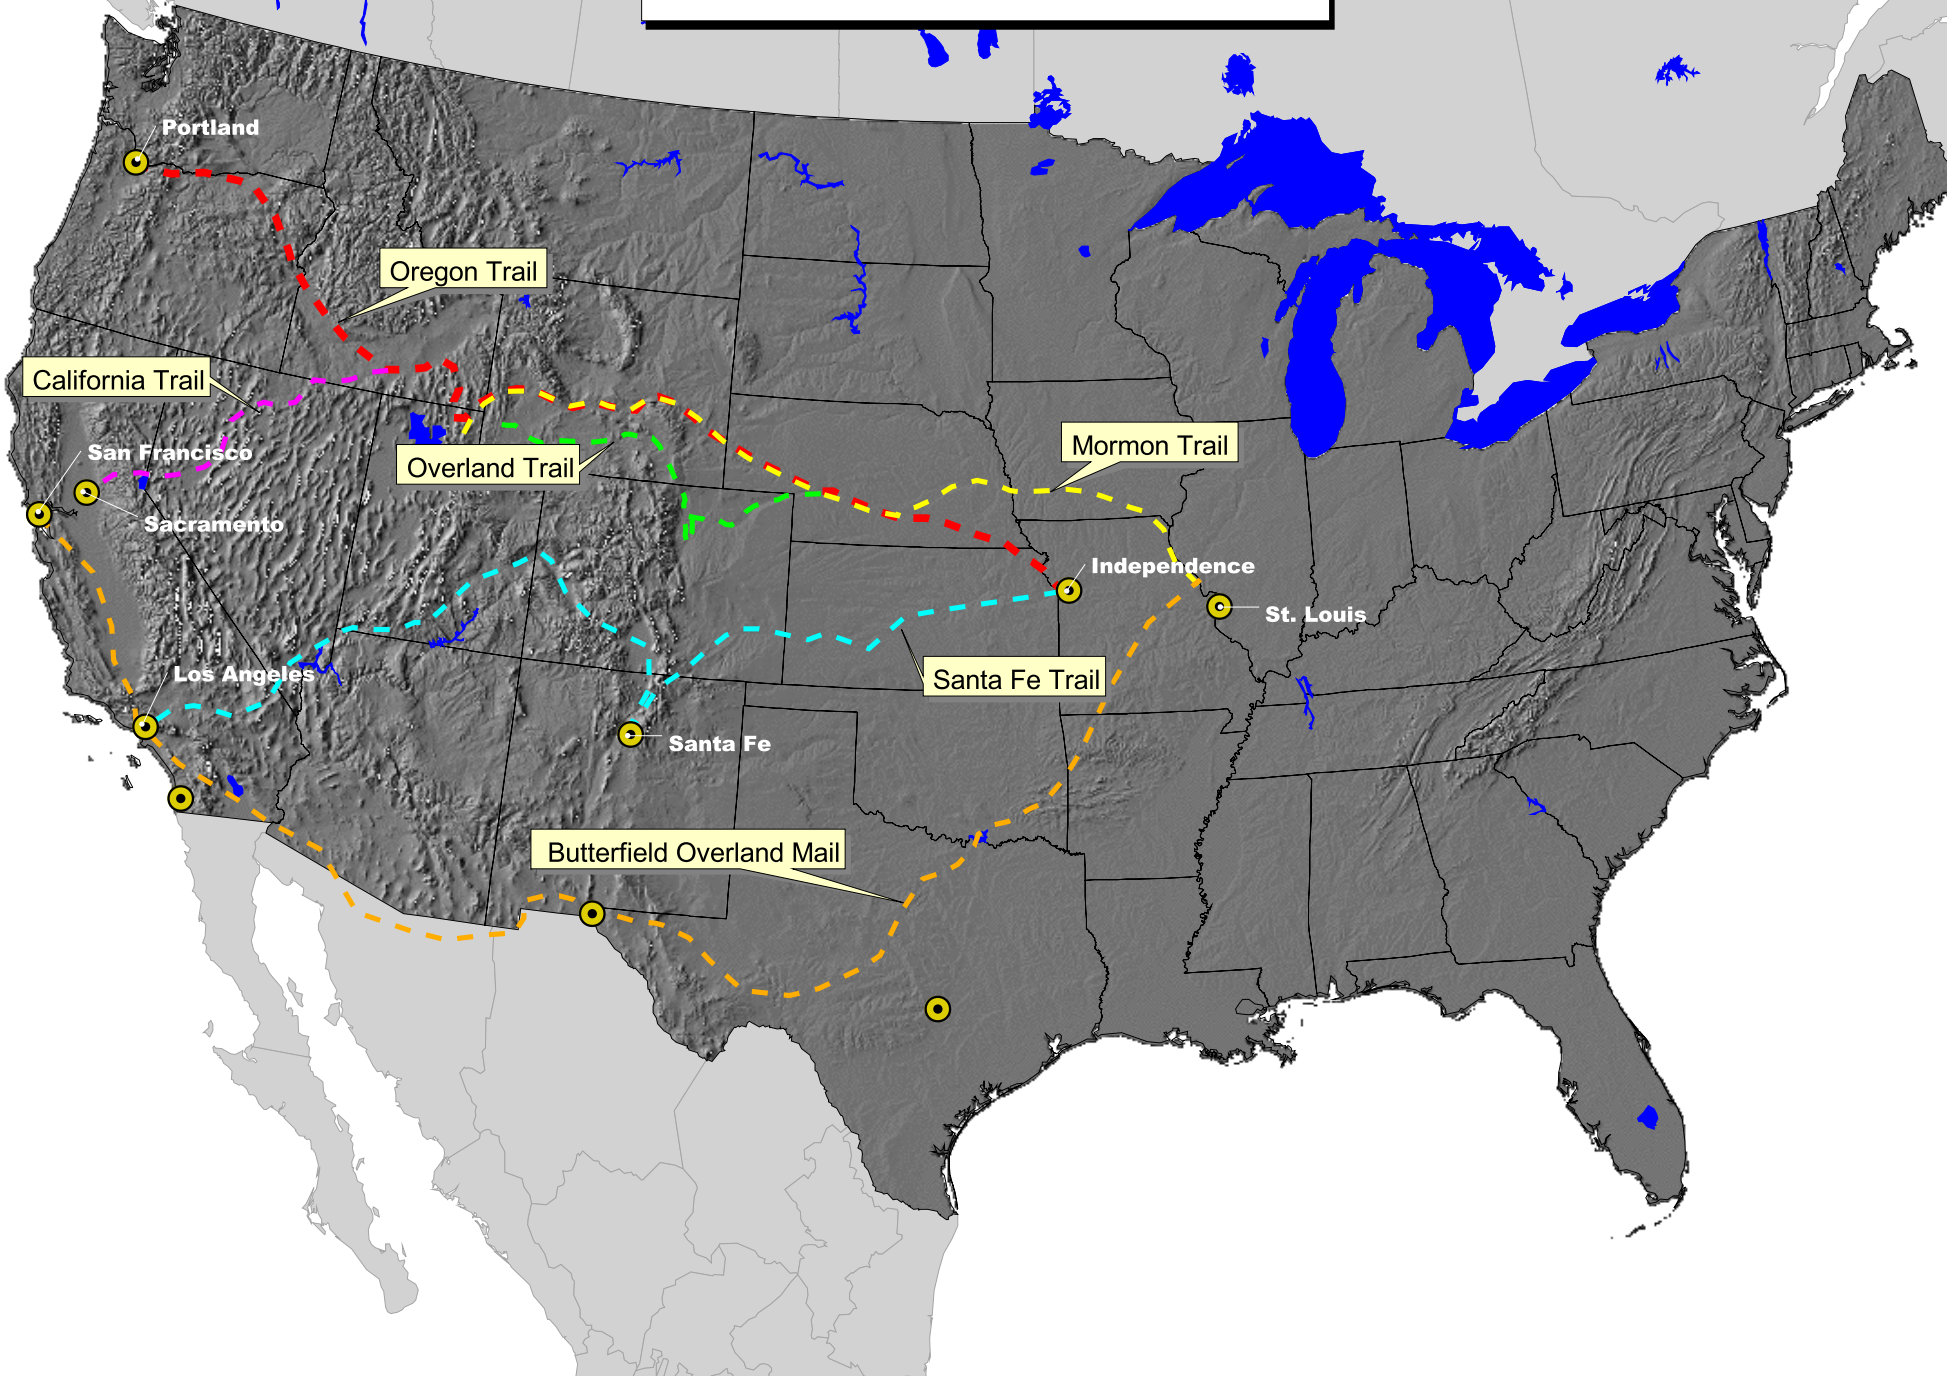 Portland
Oregon Trail
California Trail
Mormon Trail
San Francisco
Overland Trail
Sacramento
Independence
St. Louis
Los Angeles
Santa Fe Trail
Santa Fe
Butterfield Overland Mail